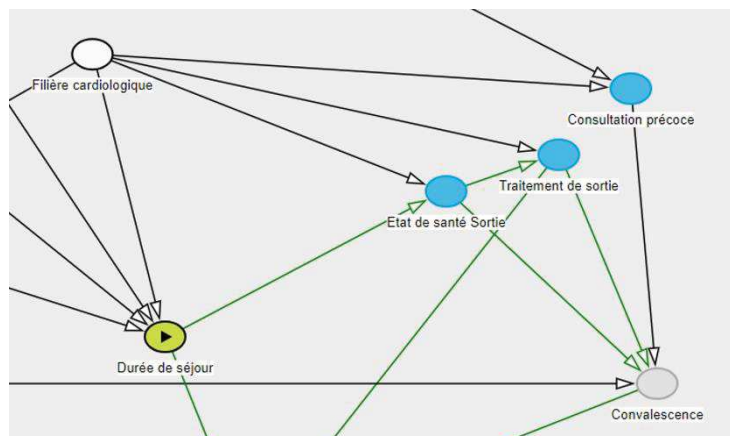 Filière cardiologique
Consultation précoce
Traitement de sortie
Etat de santé Sortie
Durée de séjour
Convalescence